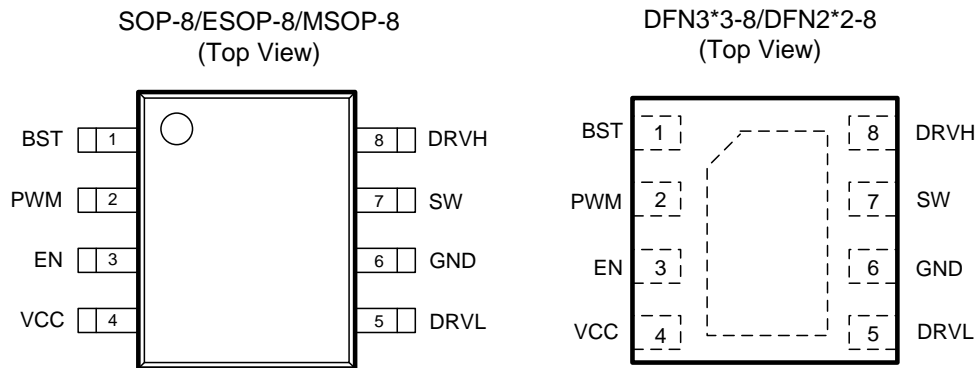 SOP-8/ESOP-8/MSOP-8
(Top View)
BST 1 8 DRVH
PWM 2 7 SW
EN 3 6 GND
VCC 4 5 DRVL
DFN3*3-8/DFN2*2-8
(Top View)
BST 1 8 DRVH
PWM 2 7 SW
EN 3 6 GND
VCC 4 5 DRVL